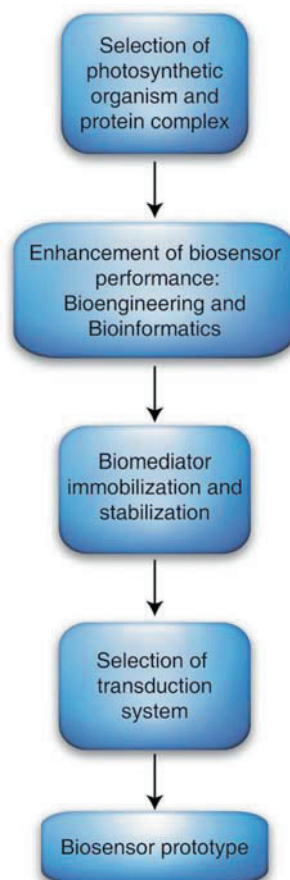 Selection of
photosynthetic
organism and
protein complex
Enhancement of biosensor
performance:
Bioengineering and
Bioinformatics
Biomediator
immobilization and
stabilization
Selection of
transduction
system
Biosensor prototype